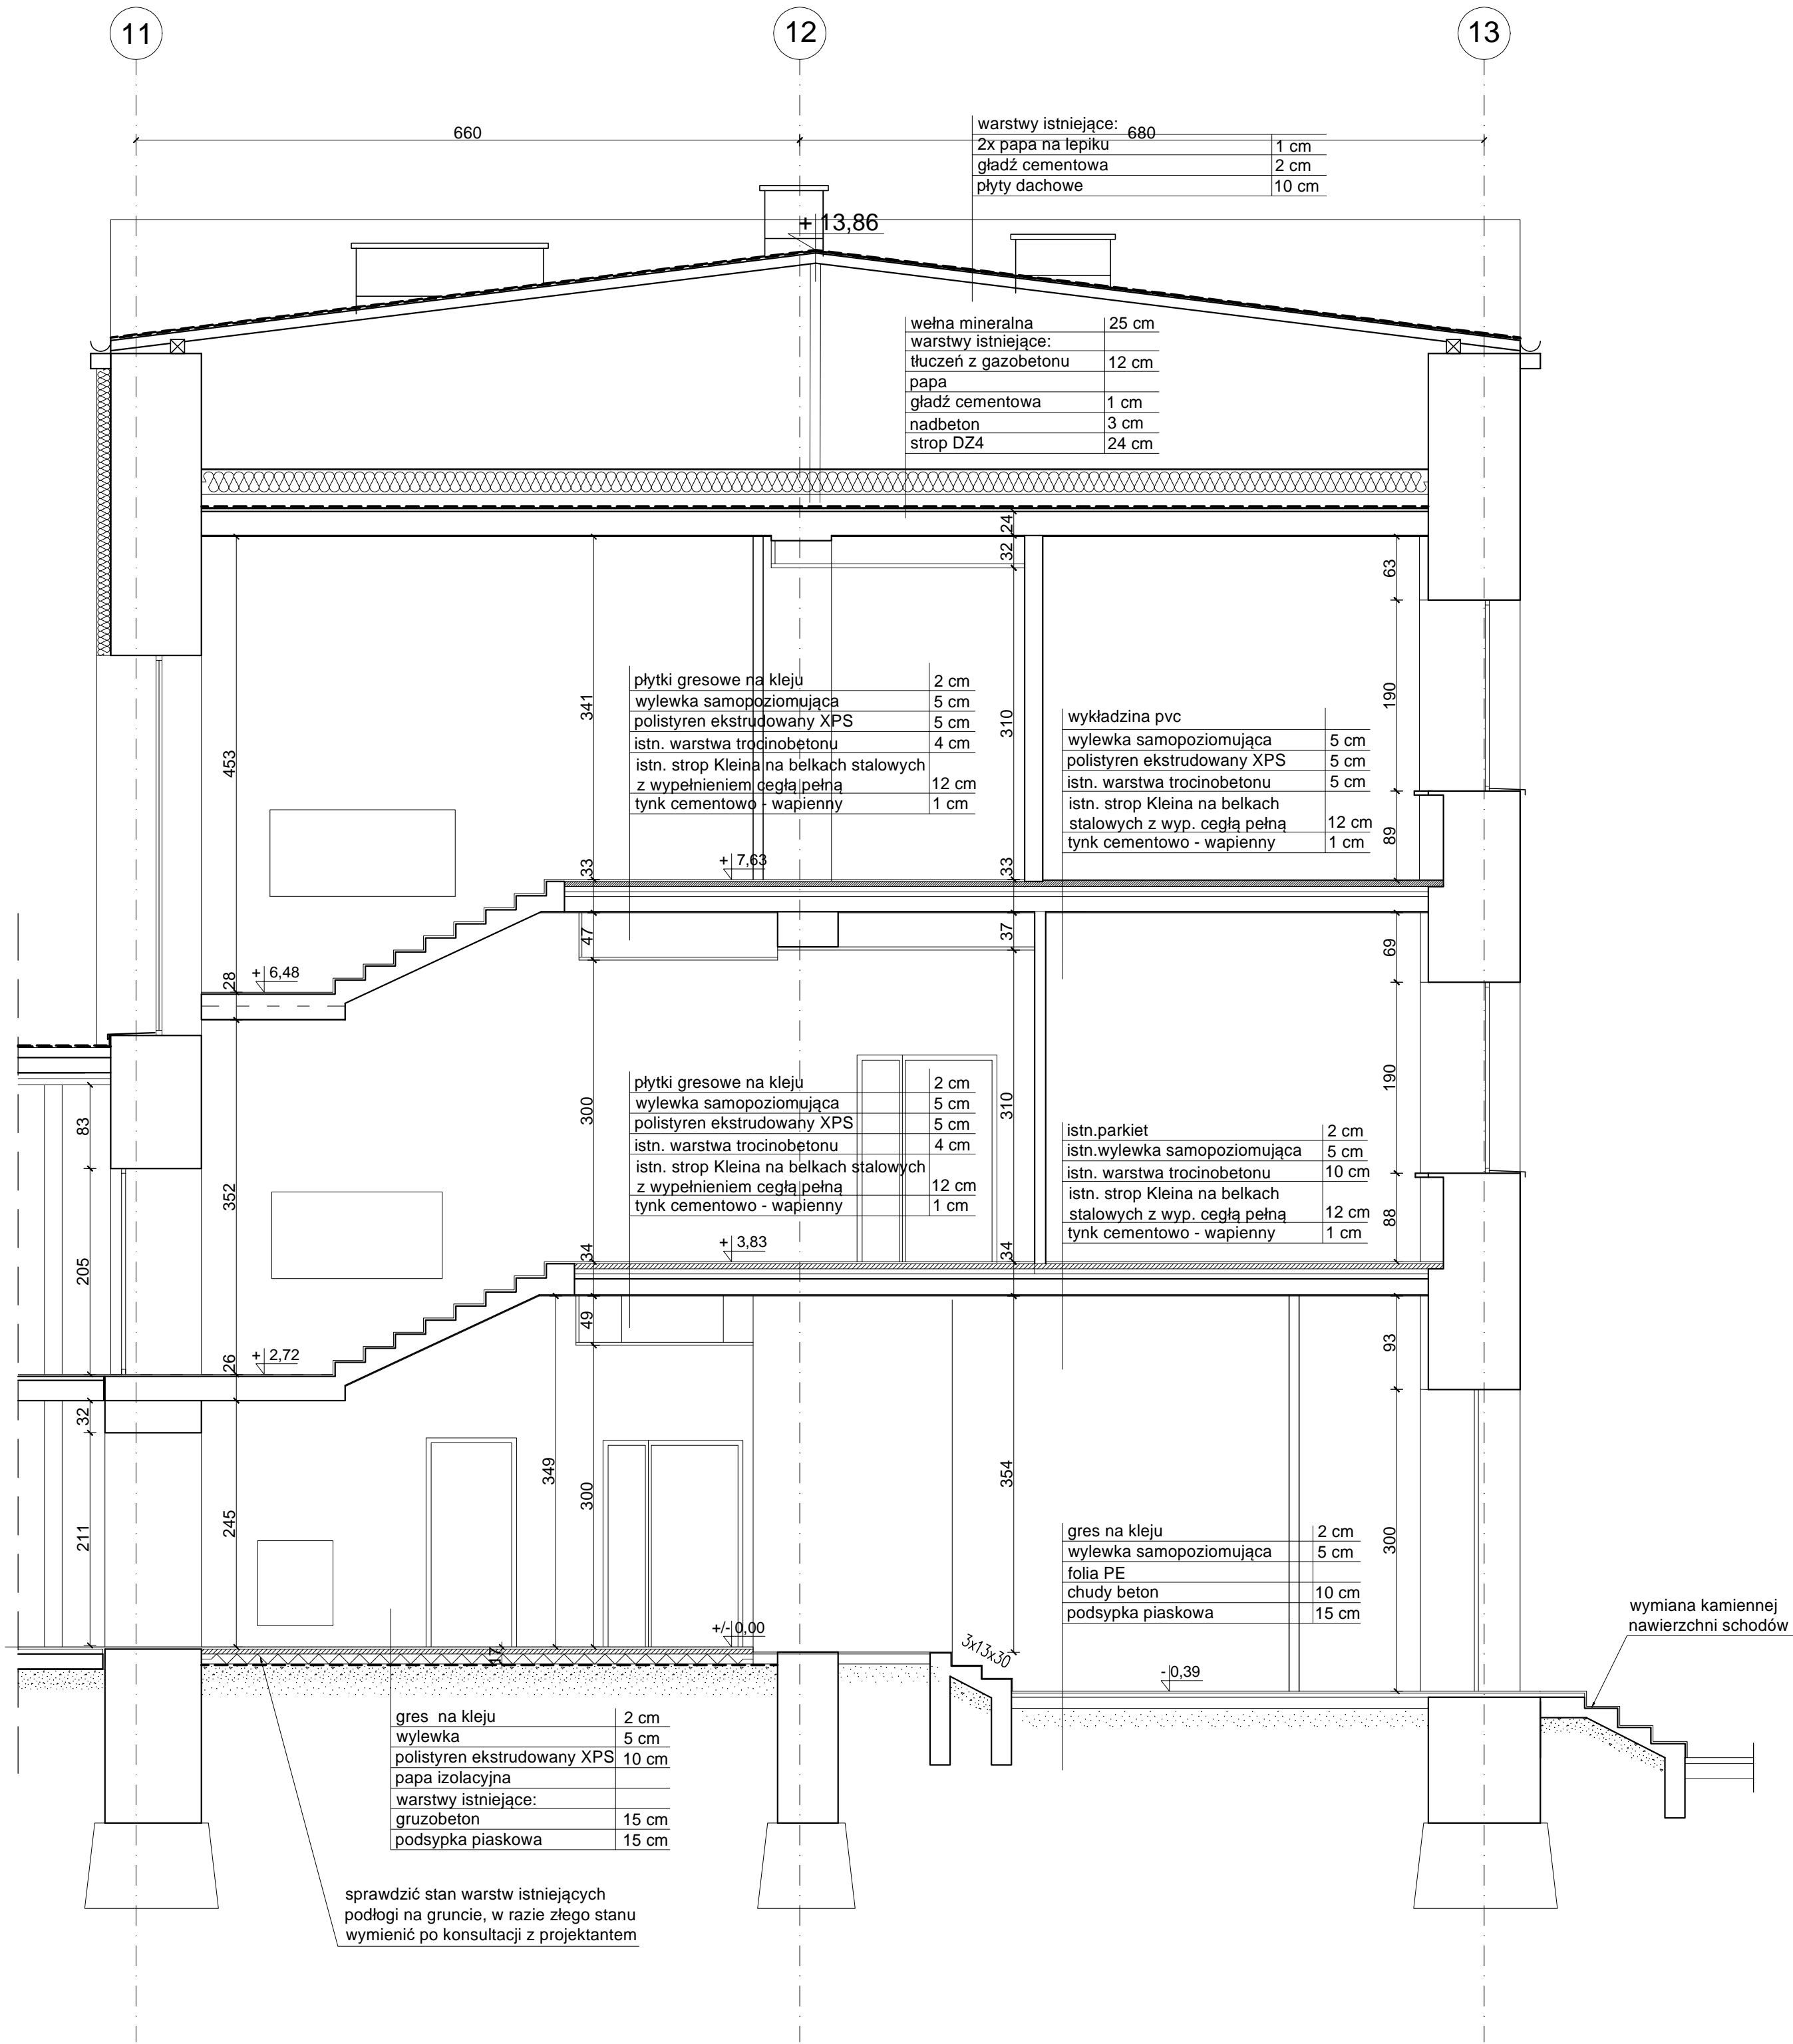 11
12
13
660
680
warstwy istniejące:
2x papa na lepiku 1 cm
gładź cementowa 2 cm
płyty dachowe 10 cm
+ 13,86
wełna mineralna 25 cm
warstwy istniejące:
tłuczeń z gazobetonu 12 cm
papa
gładź cementowa 1 cm
nadbeton 3 cm
strop DZ4 24 cm
24
32
63
453
341
310
190
płytki gresowe na kleju 2 cm
wylewka samopoziomująca 5 cm
polistyren ekstrudowany XPS 5 cm
istn. warstwa trocinobetonu 4 cm
istn. strop Kleina na belkach stalowych
z wypełnieniem cegłą pełną 12 cm
tynk cementowo - wapienny 1 cm
wykładzina pvc
wylewka samopoziomująca 5 cm
polistyren ekstrudowany XPS 5 cm
istn. warstwa trocinobetonu 5 cm
istn. strop Kleina na belkach
stalowych z wyp. cegłą pełną 12 cm
tynk cementowo - wapienny 1 cm
89
+ 7,63
33
33
47
37
69
28
+ 6,48
83
352
300
310
190
płytki gresowe na kleju 2 cm
wylewka samopoziomująca 5 cm
polistyren ekstrudowany XPS 5 cm
istn. warstwa trocinobetonu 4 cm
istn. strop Kleina na belkach stalowych
z wypełnieniem cegłą pełną 12 cm
tynk cementowo - wapienny 1 cm
istn.parkiet 2 cm
istn.wylewka samopoziomująca 5 cm
istn. warstwa trocinobetonu 10 cm
istn. strop Kleina na belkach
stalowych z wyp. cegłą pełną 12 cm
tynk cementowo - wapienny 1 cm
88
+ 3,83
34
34
205
49
93
26
+ 2,72
32
211
245
349
300
354
300
gres na kleju 2 cm
wylewka samopoziomująca 5 cm
folia PE
chudy beton 10 cm
podsypka piaskowa 15 cm
wymiana kamiennej
nawierzchni schodów
+/- 0,00
17
3x13x30
- 0,39
gres na kleju 2 cm
wylewka 5 cm
polistyren ekstrudowany XPS 10 cm
papa izolacyjna
warstwy istniejące:
gruzobeton 15 cm
podsypka piaskowa 15 cm
sprawdzić stan warstw istniejących
podłogi na gruncie, w razie złego stanu
wymienić po konsultacji z projektantem